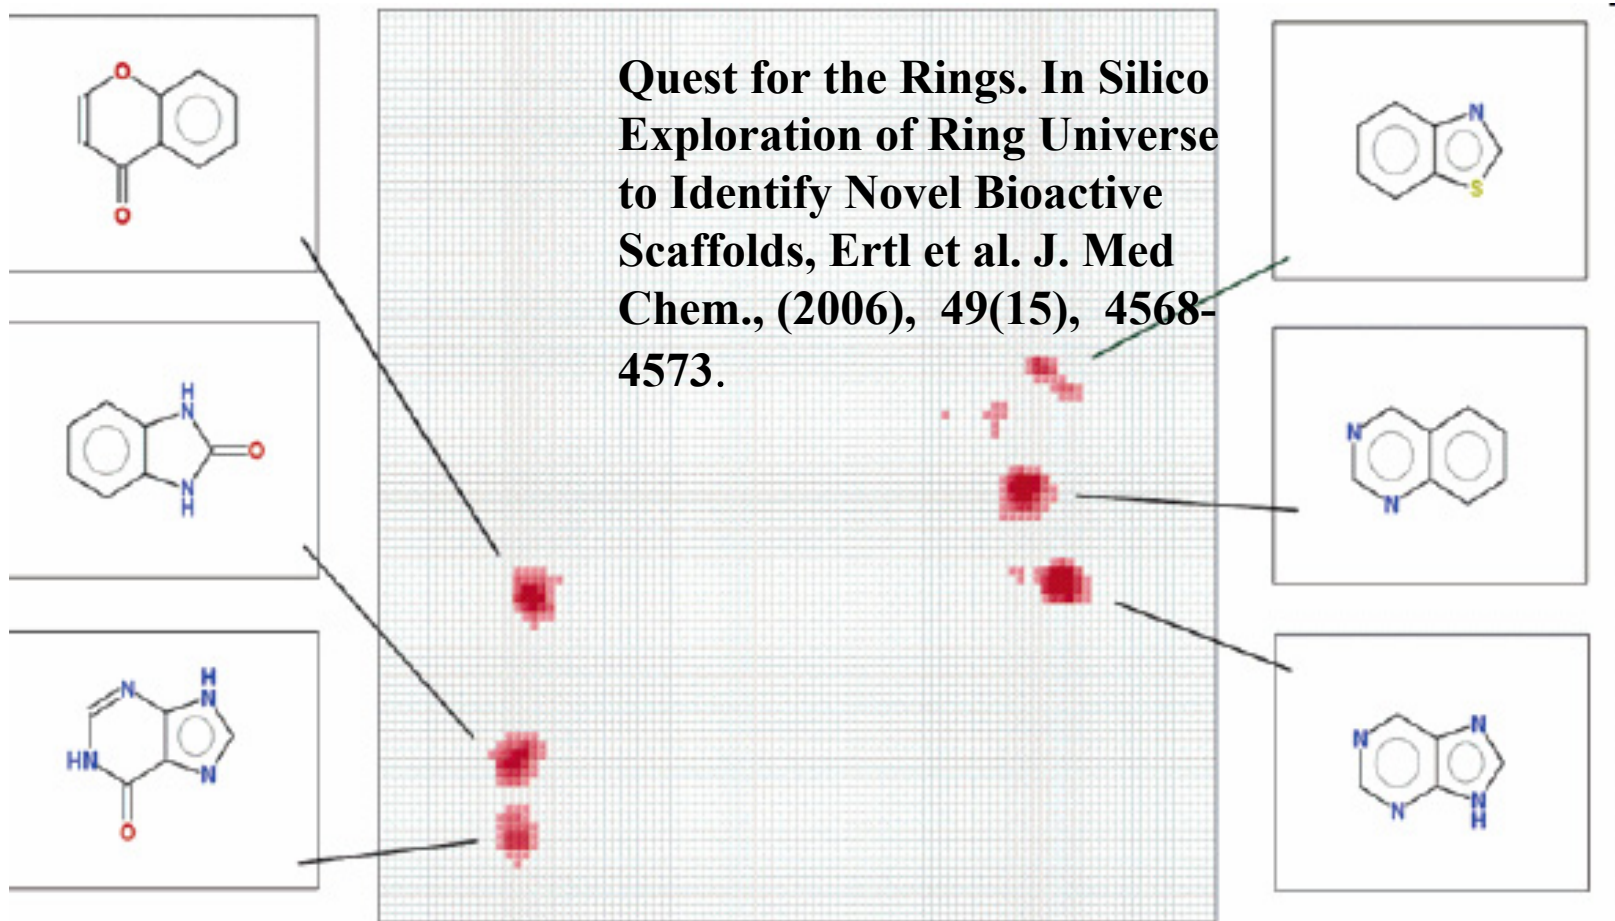 Quest for the Rings. In Silico
Exploration of Ring Universe
to Identify Novel Bioactive
Scaffolds, Ertl et al. J. Med
Chem., (2006), 49(15), 4568-
4573.
O
O
H
N
O
N
H
N
H
N
HN
N
O
N
S
N
N
N
N
N
N
H